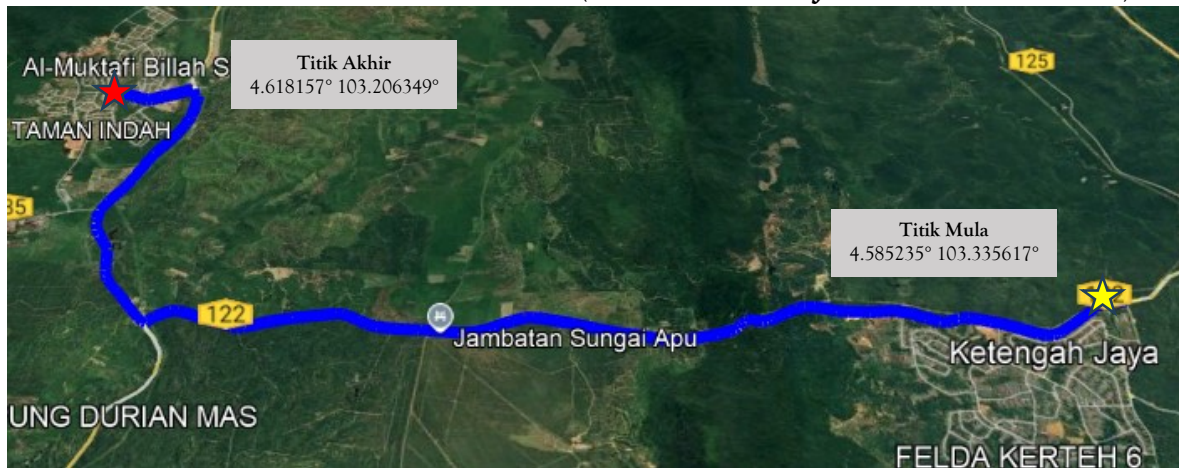 125
Al-Muktafi Billah S
Titik Akhir
4.618157° 103.206349°
TAMAN INDAH
35
Titik Mula
4.585235° 103.335617°
122
Jambatan Sungai Apu
Ketengah Jaya
UNG DURIAN MAS
FELDA KERTEH 6